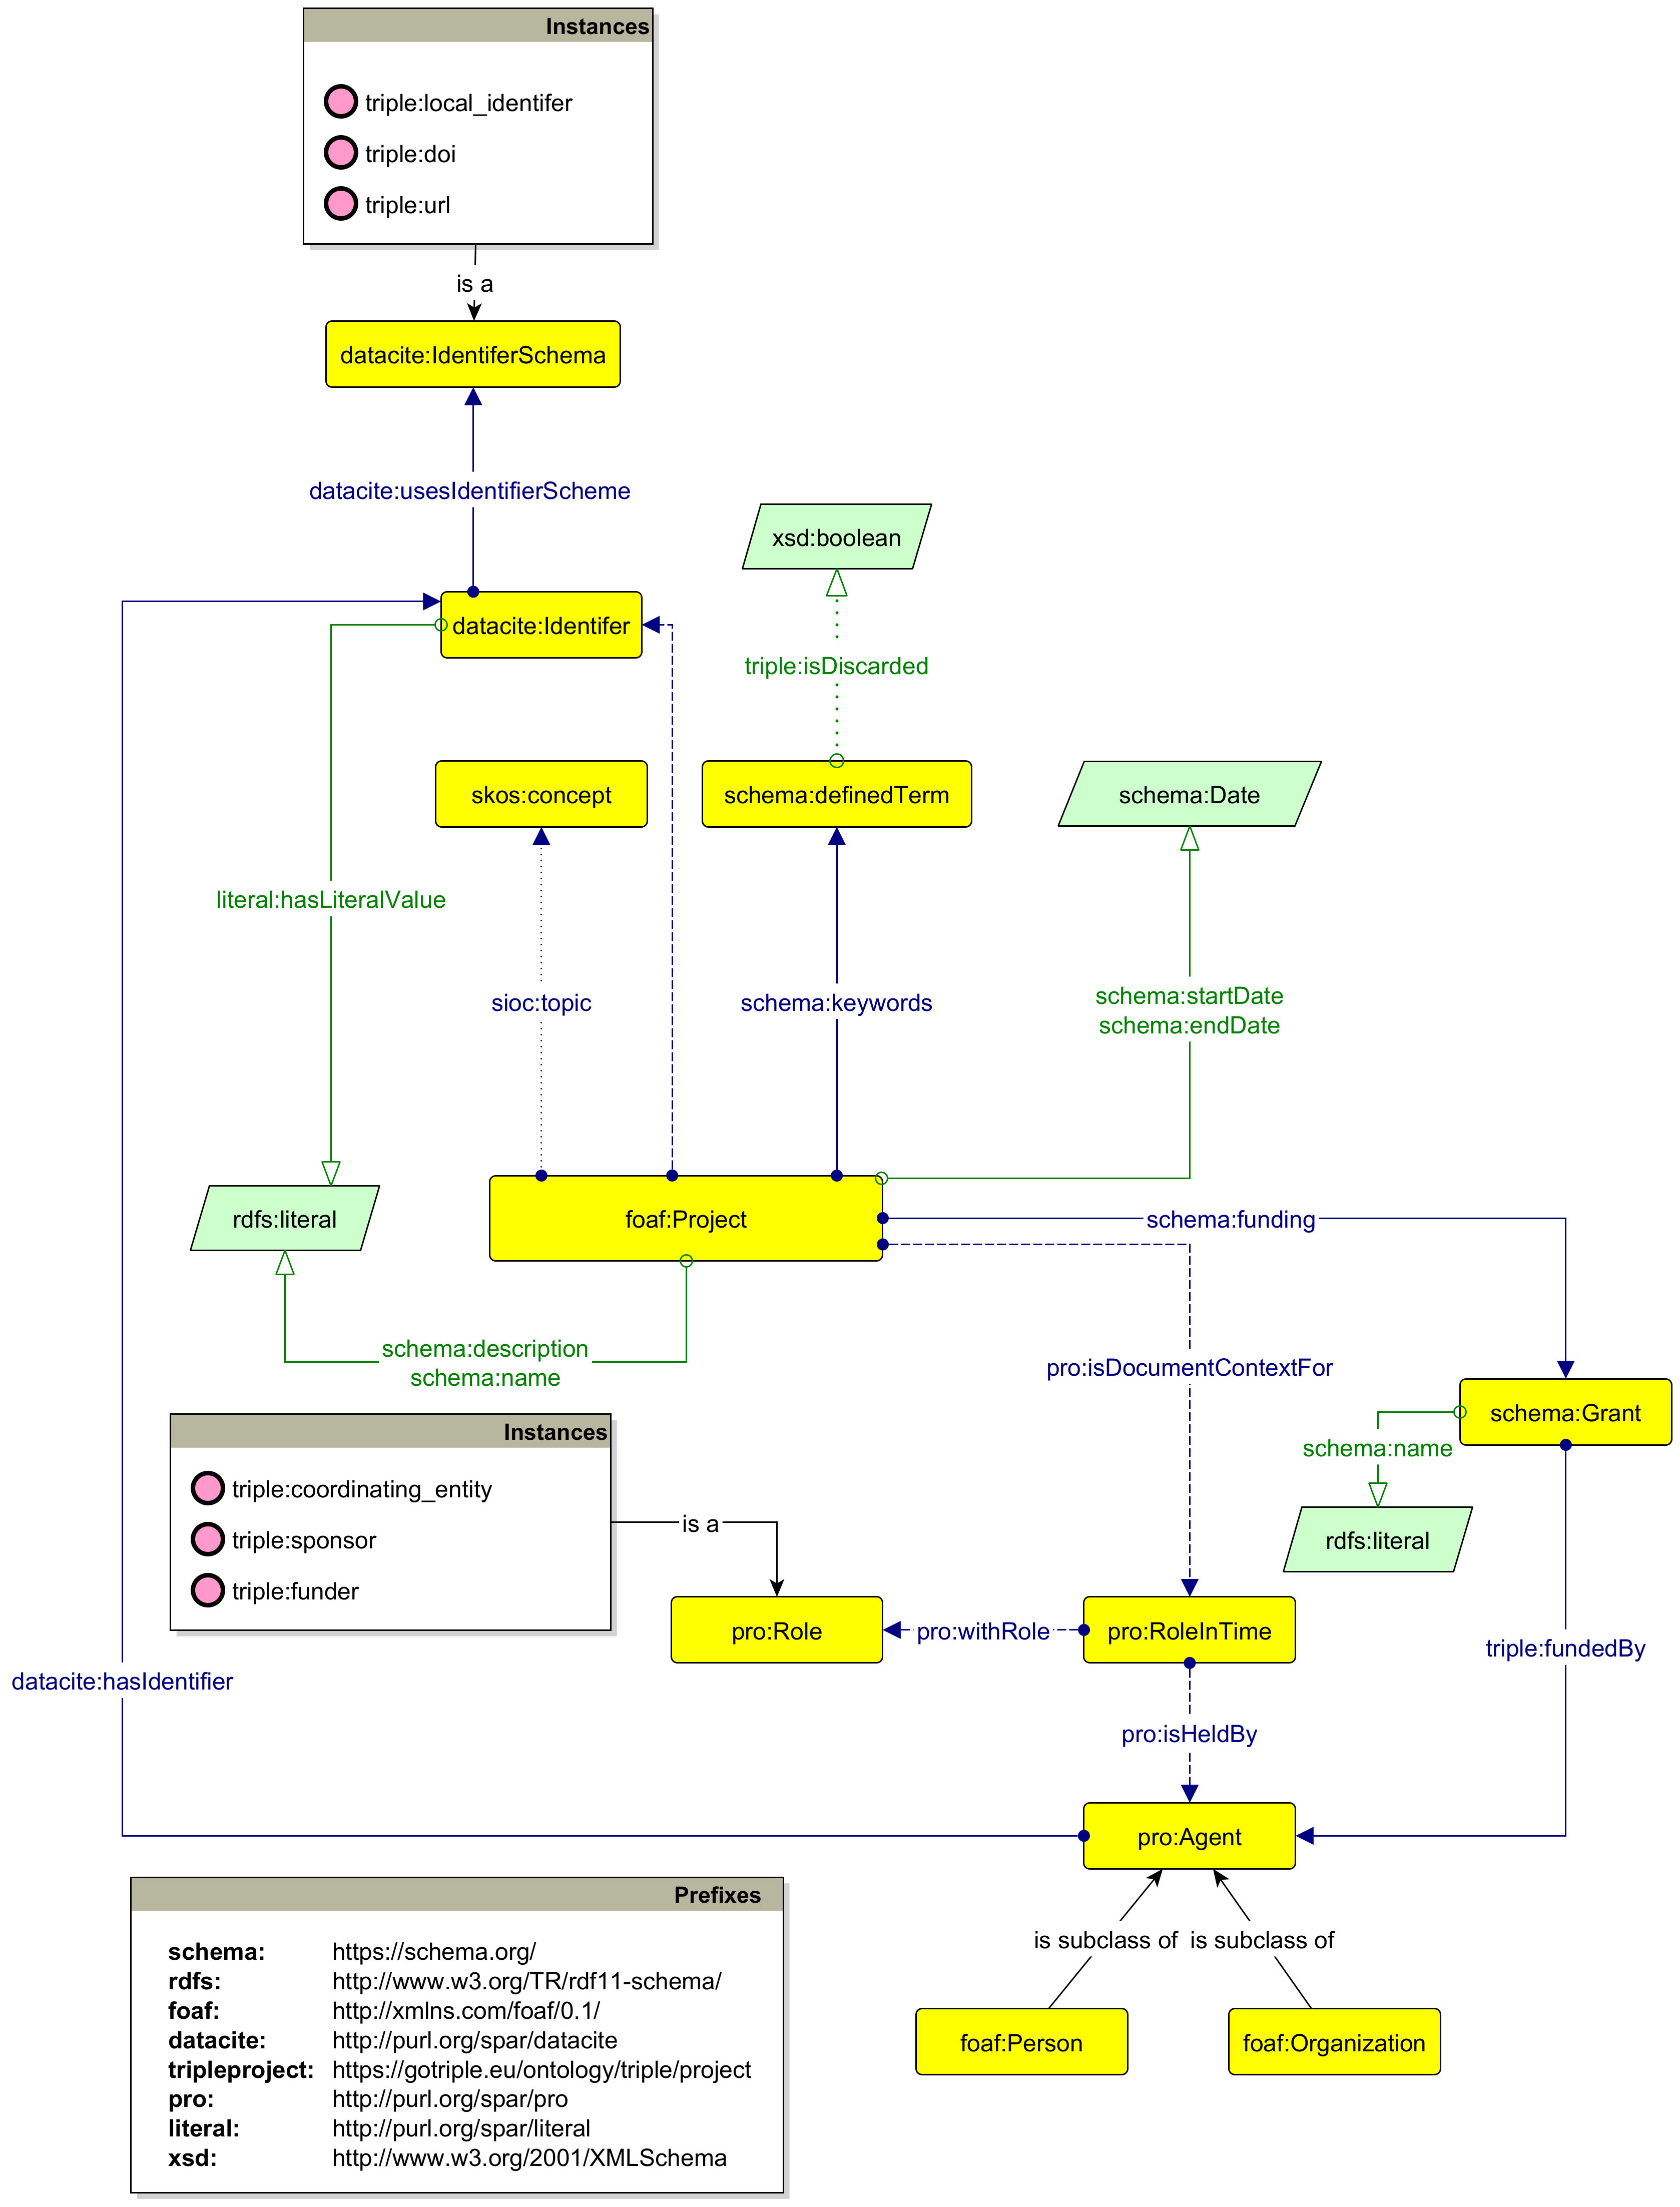 Instances
triple:local_identifer
triple:doi
triple:url
is a
datacite:IdentiferSchema
datacite:usesIdentifierScheme
xsd:boolean
datacite:Identifer
triple:isDiscarded
skos:concept
schema:definedTerm
schema:Date
literal:hasLiteralValue
sioc:topic
schema:keywords
schema:startDate
schema:endDate
rdfs:literal
foaf:Project
schema:funding
schema:description
schema:name
pro:isDocumentContextFor
schema:Grant
schema:name
Instances
triple:coordinating_entity
triple:sponsor
triple:funder
is a
rdfs:literal
pro:Role
pro:withRole
pro:RoleInTime
triple:fundedBy
datacite:hasIdentifier
pro:isHeldBy
pro:Agent
is subclass of
is subclass of
foaf:Person
foaf:Organization
Prefixes
schema: https://schema.org/
rdfs: http://www.w3.org/TR/rdf11-schema/
foaf: http://xmlns.com/foaf/0.1/
datacite: http://purl.org/spar/datacite
tripleproject: https://gotriple.eu/ontology/triple/project
pro: http://purl.org/spar/pro
literal: http://purl.org/spar/literal
xsd: http://www.w3.org/2001/XMLSchema